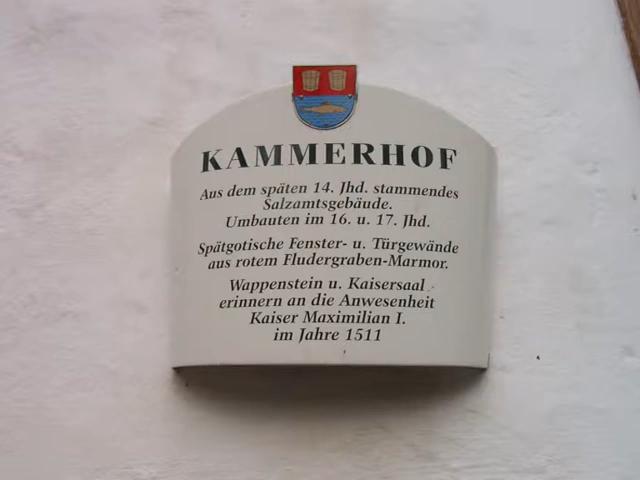 KAMMERHOF
Aus dem späten 14. Jhd. stammendes
Salzamtsgebäude.
Umbauten im 16. u. 17. Jhd.
Spätgotische Fenster- u. Türgewände
aus rotem Fludergraben-Marmor.
Wappenstein u. Kaisersaal
erinnern an die Anwesenheit
Kaiser Maximilian I.
im Jahre 1511